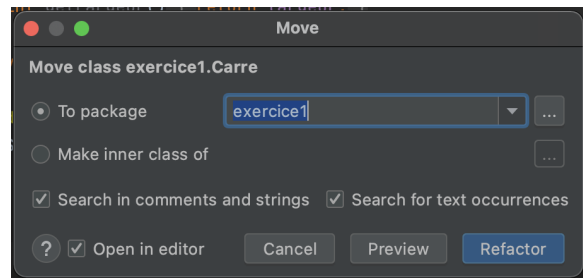 Move
Move class exercice1.Carre
To package exercice1 ...
Make inner class of ...
Search in comments and strings Search for text occurrences
? Open in editor Cancel Preview Refactor